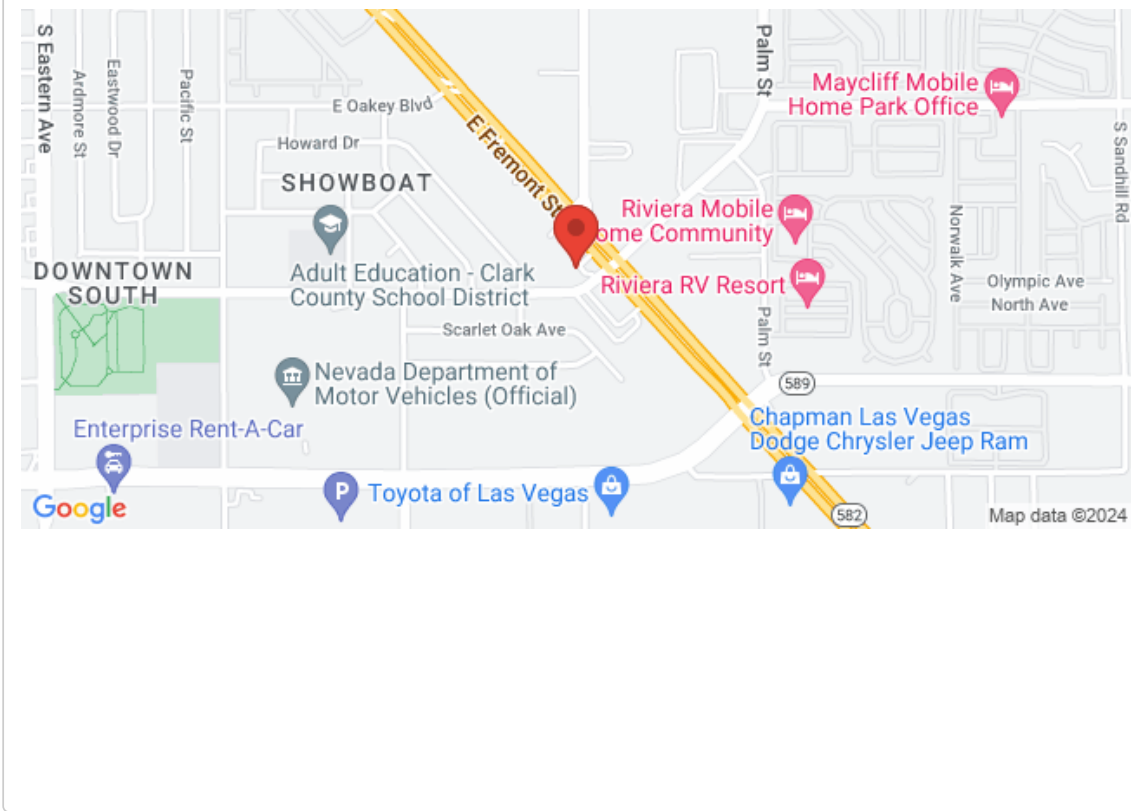 S Eastern Ave
Ardmore St
Eastwood Dr
Pacific St
E Oakey Blvd
Howard Dr
E Fremont St
Palm St
Maycliff Mobile
Home Park Office
S Sandhill Rd
SHOWBOAT
Riviera Mobile
ome Community
Norwalk Ave
Adult Education - Clark
County School District
DOWNTOWN
SOUTH
Riviera RV Resort
Olympic Ave
North Ave
Scarlet Oak Ave
Palm St
Nevada Department of
Motor Vehicles (Official)
589
Chapman Las Vegas
Dodge Chrysler Jeep Ram
Enterprise Rent-A-Car
P
Toyota of Las Vegas
Google
582
Map data ©2024